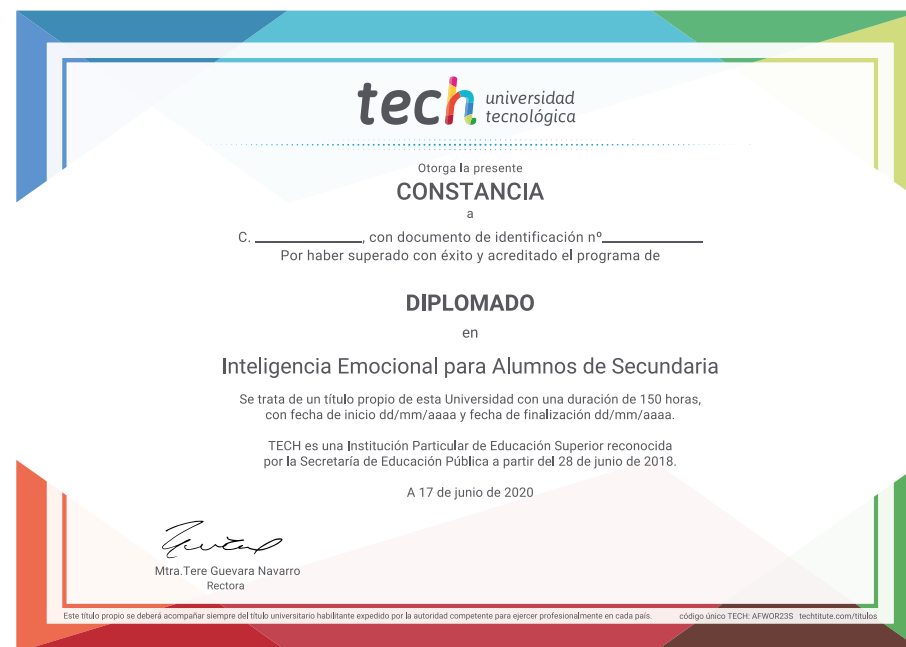 tech universidad
tecnológica
Otorga la presente
CONSTANCIA
a
C. ____________, con documento de identificación nº____________
Por haber superado con éxito y acreditado el programa de
DIPLOMADO
en
Inteligencia Emocional para Alumnos de Secundaria
Se trata de un título propio de esta Universidad con una duración de 150 horas,
con fecha de inicio dd/mm/aaaa y fecha de finalización dd/mm/aaaa.
TECH es una Institución Particular de Educación Superior reconocida
por la Secretaría de Educación Pública a partir del 28 de junio de 2018.
A 17 de junio de 2020
Mtra.Tere Guevara Navarro
Rectora
Este título propio se deberá acompañar siempre del título universitario habilitante expedido por la autoridad competente para ejercer profesionalmente en cada país. código único TECH: AFWOR23S techtitute.com/titulos